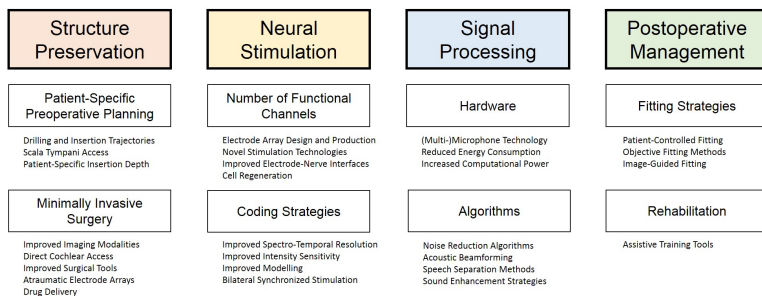 Structure
Preservation
Neural
Stimulation
Signal
Processing
Postoperative
Management
Patient-Specific
Preoperative Planning
Drilling and Insertion Trajectories
Scala Tympani Access
Patient-Specific Insertion Depth
Number of Functional
Channels
Electrode Array Design and Production
Novel Stimulation Technologies
Improved Electrode-Nerve Interfaces
Cell Regeneration
Hardware
(Multi-)Microphone Technology
Reduced Energy Consumption
Increased Computational Power
Fitting Strategies
Patient-Controlled Fitting
Objective Fitting Methods
Image-Guided Fitting
Minimally Invasive
Surgery
Improved Imaging Modalities
Direct Cochlear Access
Improved Surgical Tools
Atraumatic Electrode Arrays
Drug Delivery
Coding Strategies
Improved Spectro-Temporal Resolution
Improved Intensity Sensitivity
Improved Modelling
Bilateral Synchronized Stimulation
Algorithms
Noise Reduction Algorithms
Acoustic Beamforming
Speech Separation Methods
Sound Enhancement Strategies
Rehabilitation
Assistive Training Tools